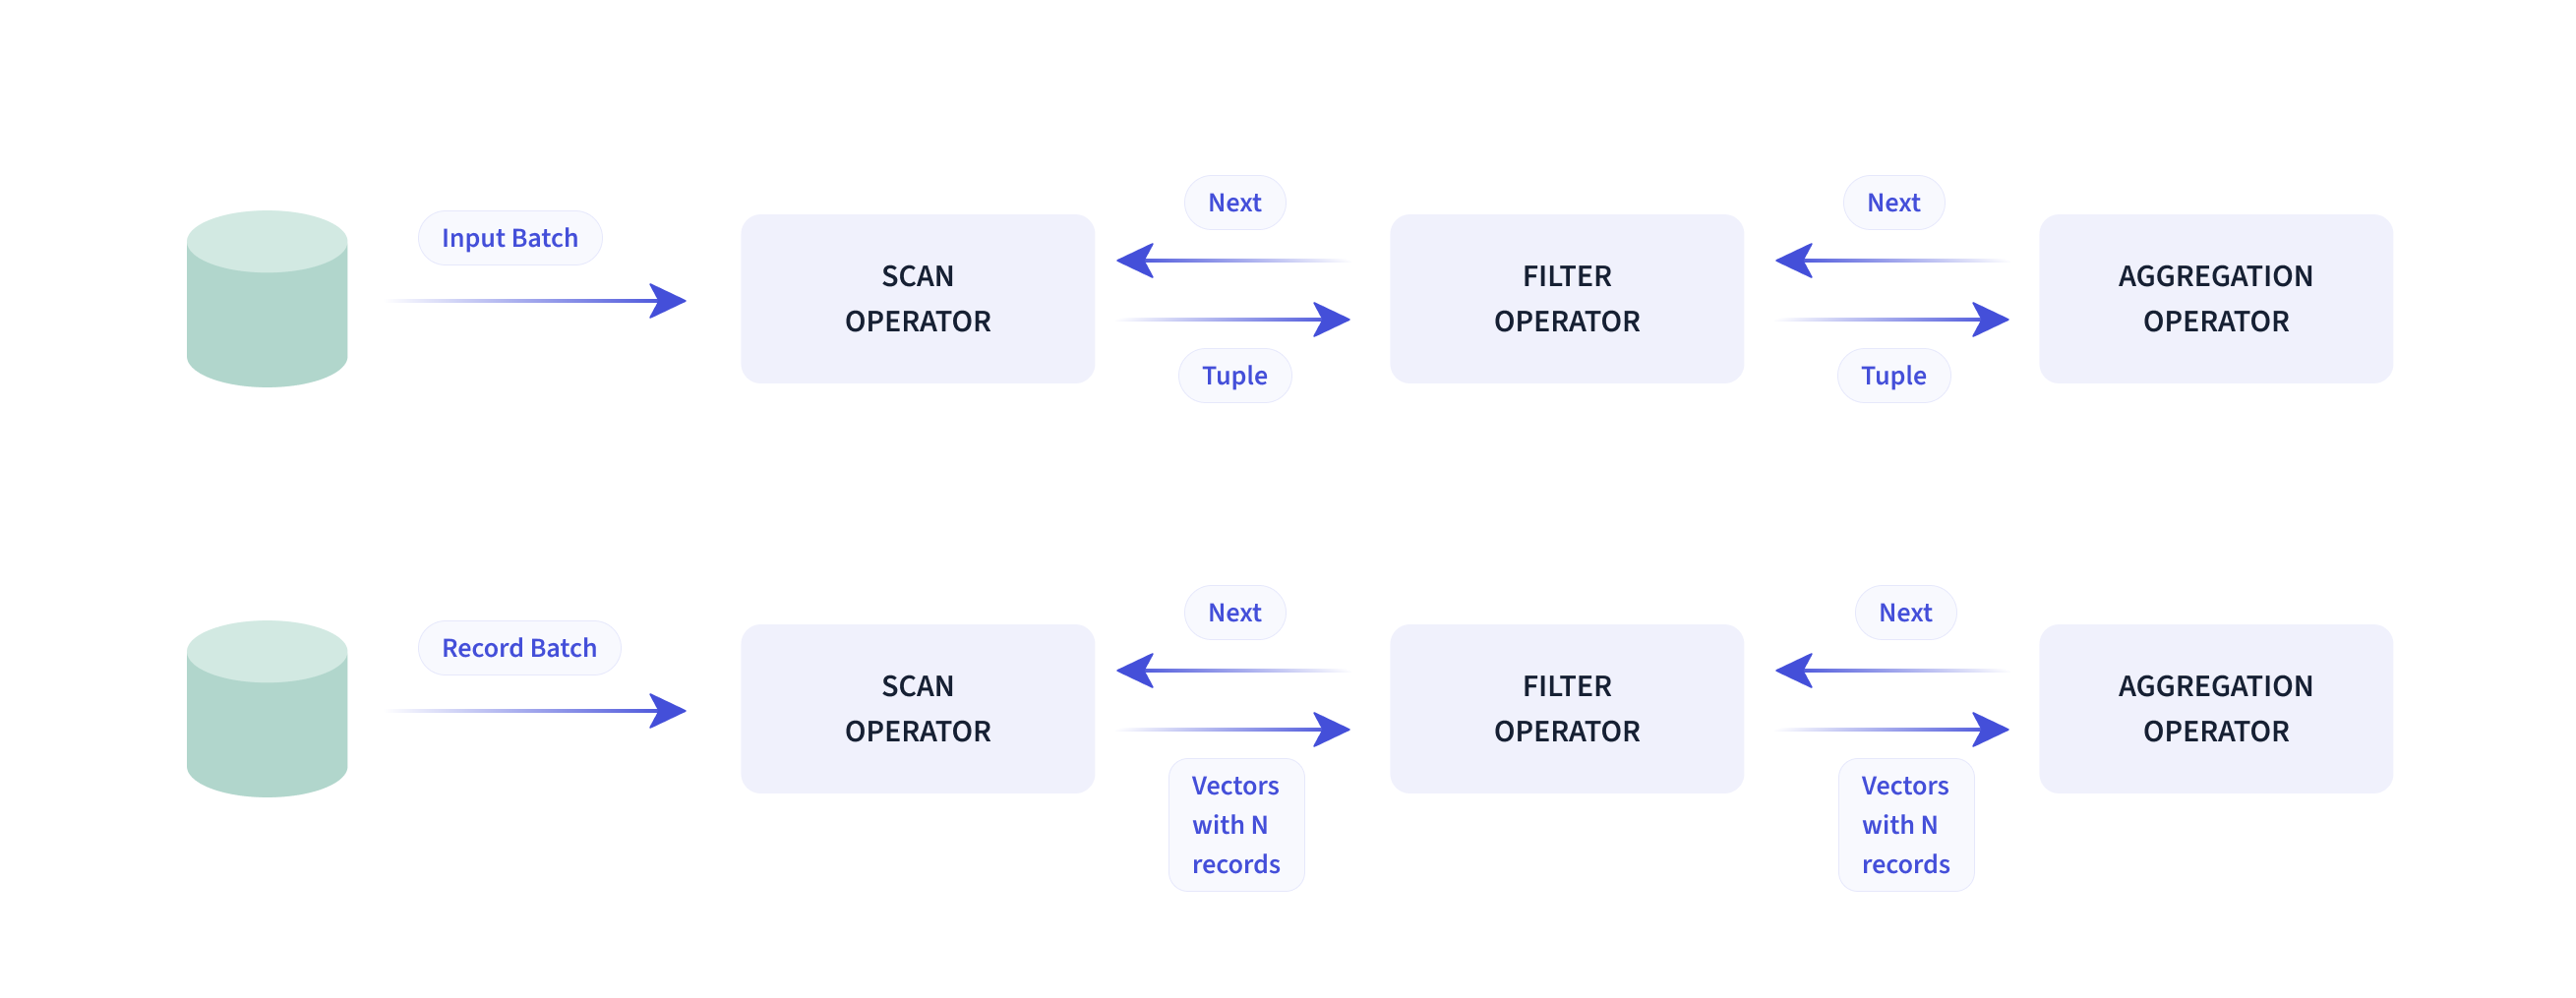 Input Batch
SCAN
OPERATOR
Next
Tuple
FILTER
OPERATOR
Next
Tuple
AGGREGATION
OPERATOR
Record Batch
SCAN
OPERATOR
Next
Vectors
with N
records
FILTER
OPERATOR
Next
Vectors
with N
records
AGGREGATION
OPERATOR